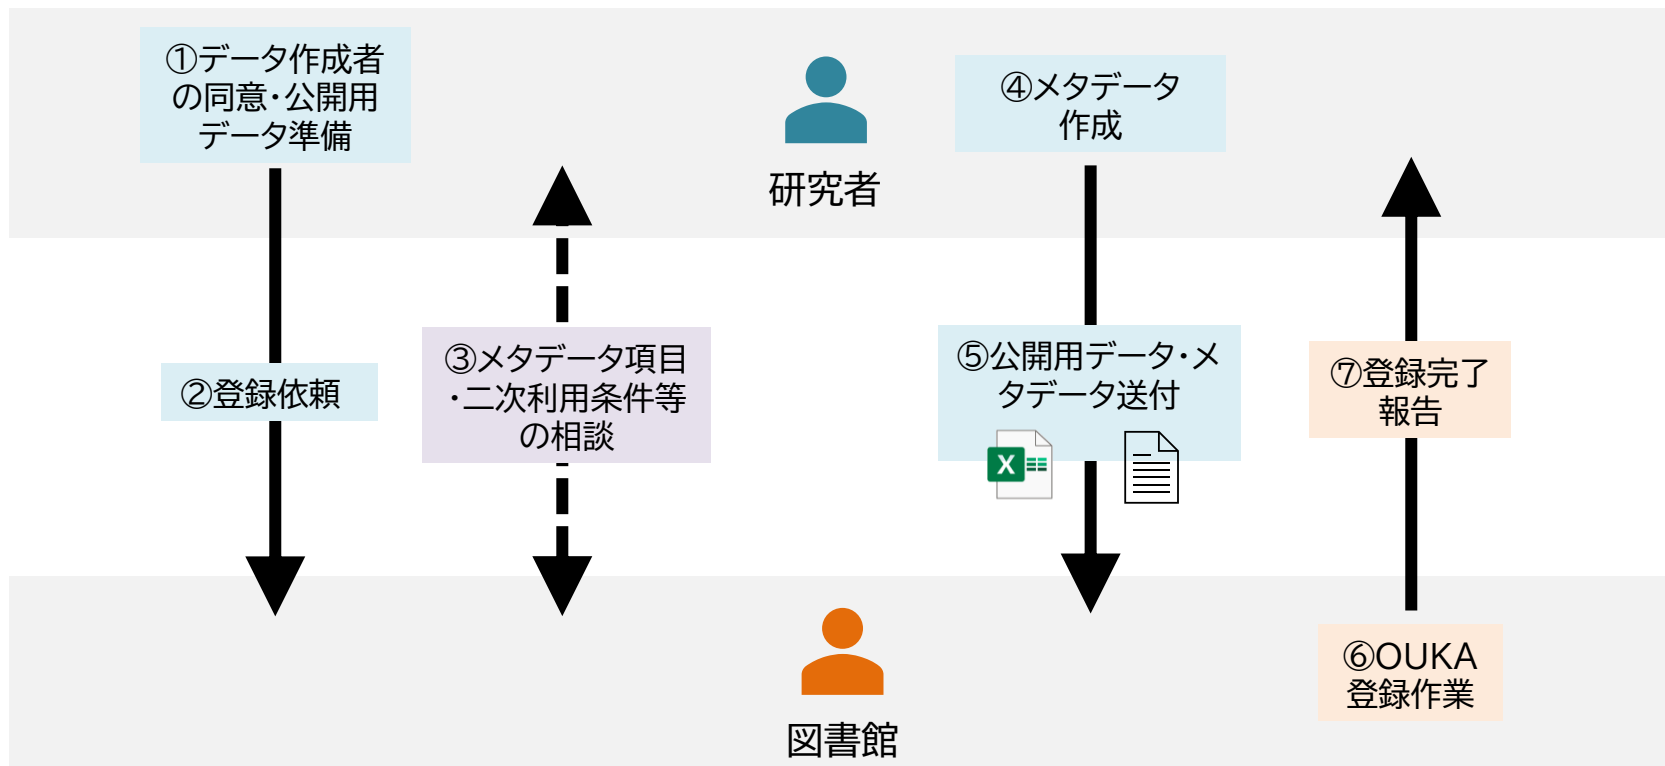 ①データ作成者
の同意・公開用
データ準備
②登録依頼
③メタデータ項目
・二次利用条件等
の相談
研究者
④メタデータ
作成
⑤公開用データ・メ
タデータ送付
X
⑥OUKA
登録作業
⑦登録完了
報告
図書館